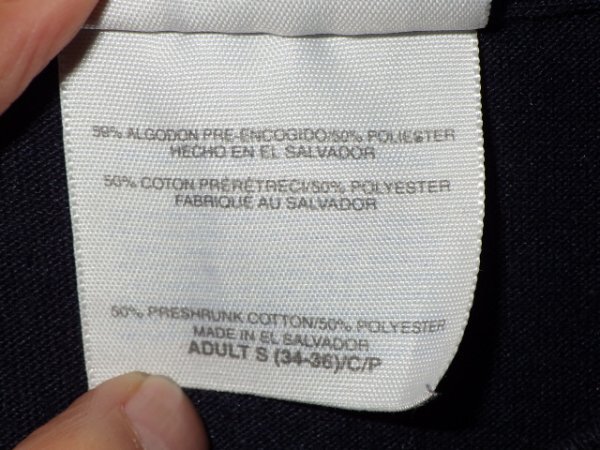 50% ALGODON PRE-ENCOGIDO/50% POLIESTER
HECHO EN EL SALVADOR
50% COTON PRÉRÉTRECI/50% POLYESTER
FABRIQUÉ AU SALVADOR
50% PRESHRUNK COTTON/50% POLYESTER
MADE IN EL SALVADOR
ADULT S (34-36)/C/P